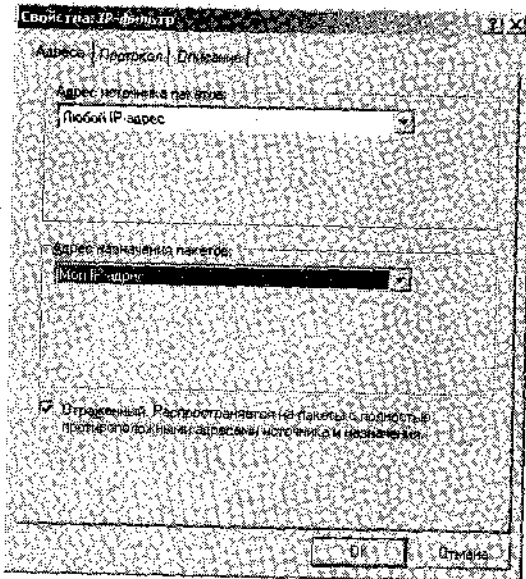 Свойства: IP-фильтр
Адреса Протокол Описание
Адрес источника пакетов:
Любой IP-адрес
Адрес назначения пакетов:
Мой IP-адрес
Отраженный. Распространяется на пакеты с полностью
противоположными адресами источника и назначения.
OK Отмена